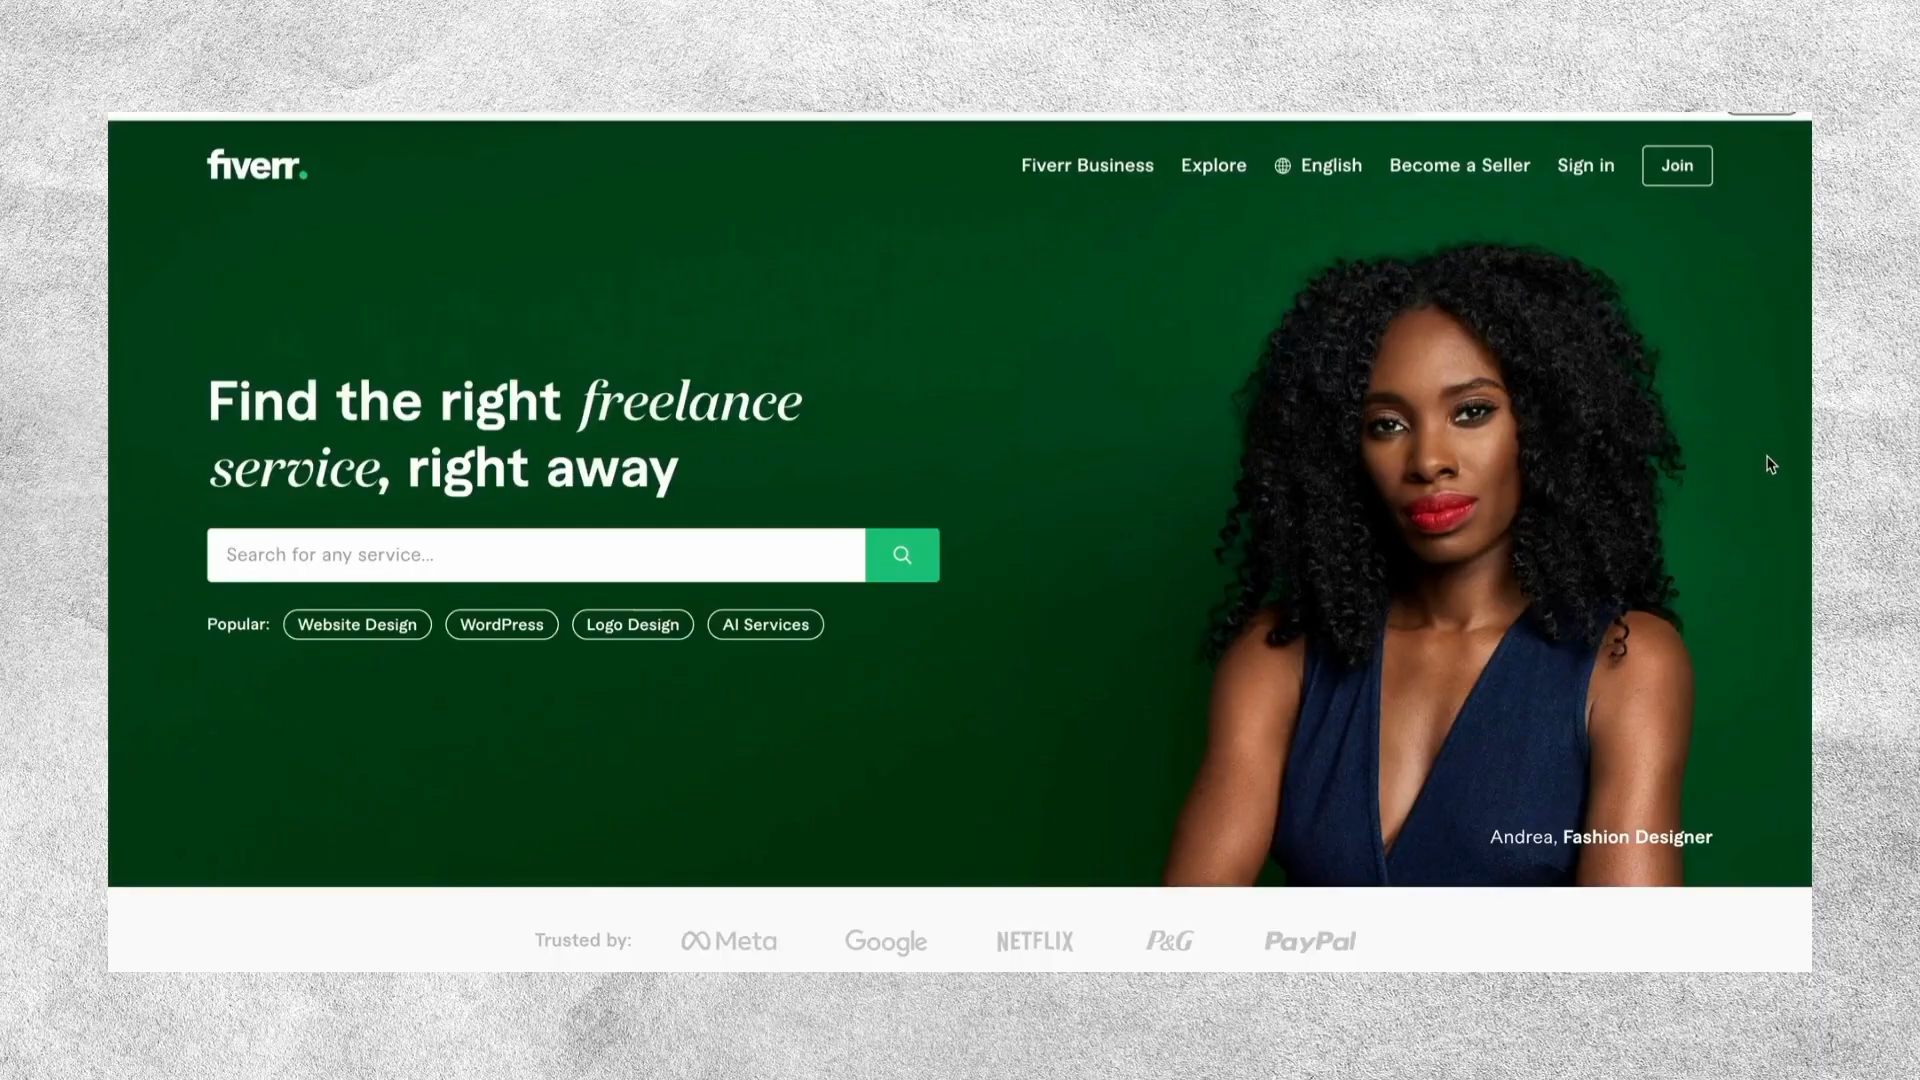 fiverr.
Fiverr Business Explore English Become a Seller Sign in Join
Find the right freelance
service, right away
Search for any service...
Popular: Website Design WordPress Logo Design AI Services
Andrea, Fashion Designer
Trusted by: Meta Google NETFLIX P&G PayPal